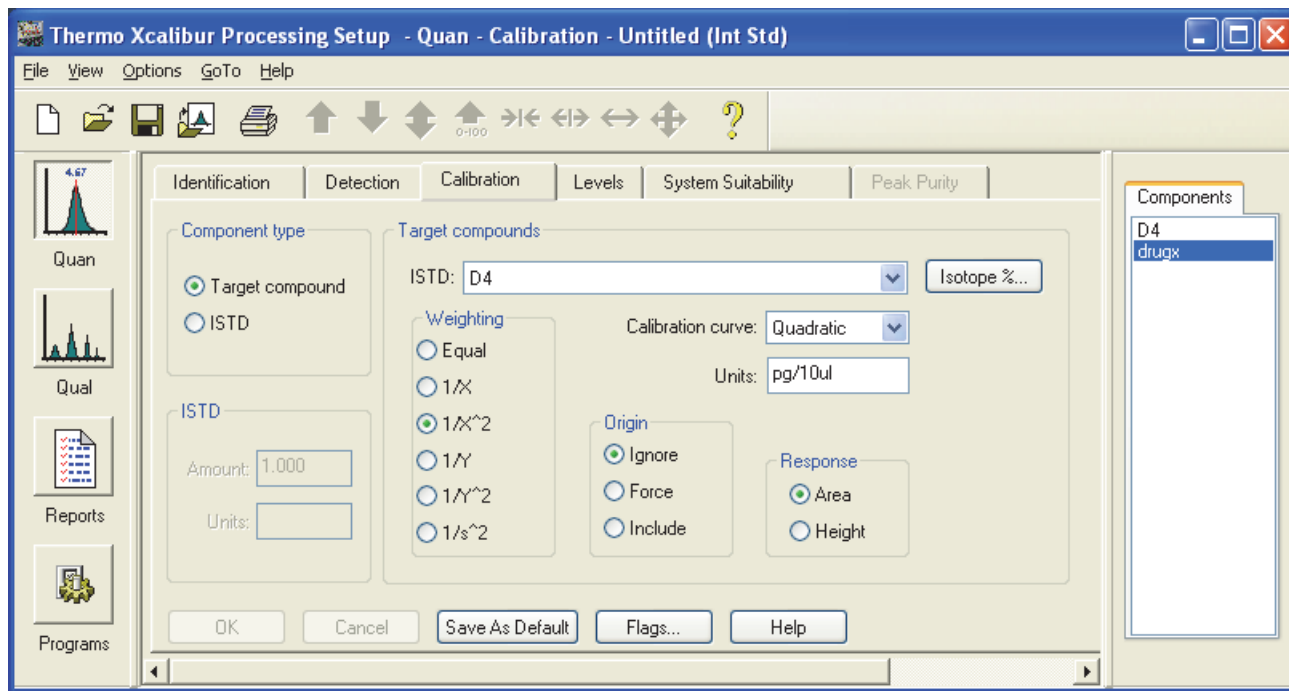 Thermo Xcalibur Processing Setup - Quan - Calibration - Untitled (Int Std)
File View Options GoTo Help
0-100
4.67
Quan
Qual
Reports
Programs
Identification Detection Calibration Levels System Suitability Peak Purity
Component type
Target compound
ISTD
ISTD
Amount: 1.000
Units:
Target compounds
ISTD: D4 Isotope %...
Weighting
Equal
1/X
1/X^2
1/Y
1/Y^2
1/s^2
Calibration curve: Quadratic
Units: pg/10ul
Origin
Ignore
Force
Include
Response
Area
Height
OK Cancel Save As Default Flags... Help
Components
D4
drugx